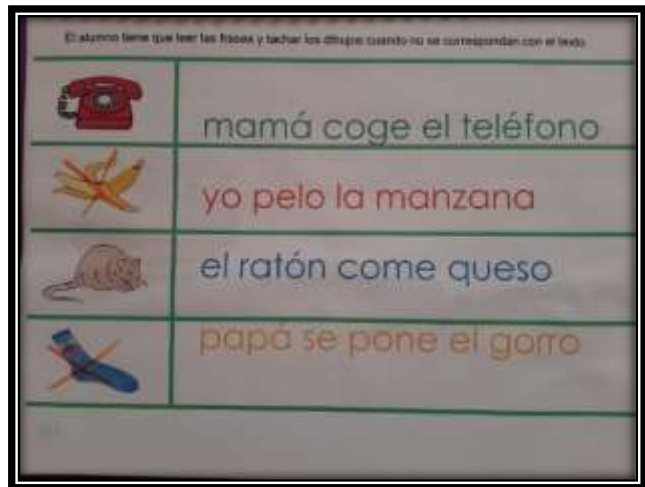 El alumno tiene que leer las frases y tachar los dibujos cuando no se correspondan con el texto
mamá coge el teléfono
yo pelo la manzana
el ratón come queso
papá se pone el gorro